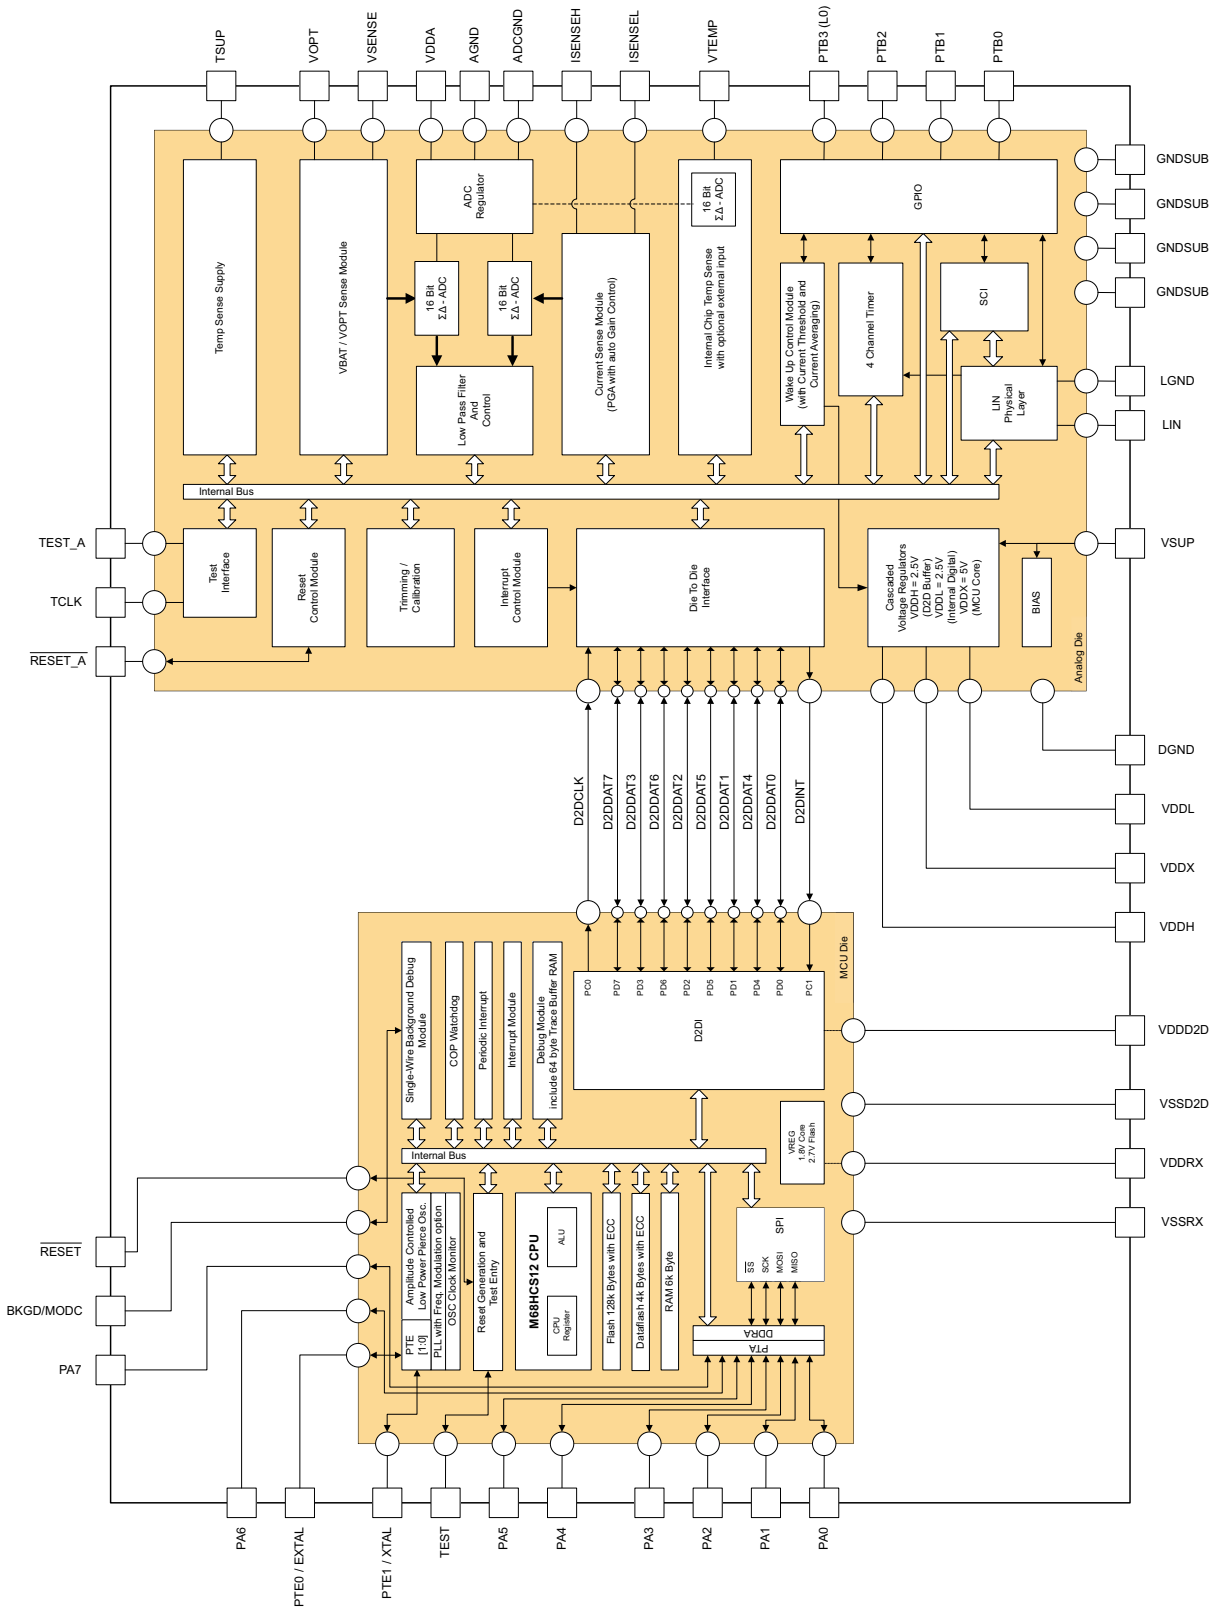 TSUP
VOPT
VSENSE
VDDA
AGND
ADCGND
ISENSEH
ISENSEL
VTEMP
PTB3 (L0)
PTB2
PTB1
PTB0
GNDSUB
GNDSUB
GNDSUB
GNDSUB
LGND
LIN
VSUP
DGND
VDDL
VDDX
VDDH
VDDD2D
VSSD2D
VDDRX
VSSRX
TEST_A
TCLK
RESET_A
Temp Sense Supply
VBAT / VOPT Sense Module
ADC
Regulator
16 Bit
ΣΔ - ADC
16 Bit
ΣΔ - ADC
Low Pass Filter
And
Control
Current Sense Module
(PGA with auto Gain Control)
16 Bit
ΣΔ - ADC
Internal Chip Temp Sense
with optional external input
GPIO
Wake Up Control Module
(with Current Threshold and
Current Averaging)
4 Channel Timer
SCI
LIN
Physical
Layer
Internal Bus
Test
Interface
Reset
Control Module
Trimming /
Calibration
Interrupt
Control Module
Die To Die
Interface
Cascaded
Voltage Regulators
VDDH = 2.5V
(D2D Buffer)
VDDL = 2.5V
(Internal Digital)
VDDX = 5V
(MCU Core)
BIAS
Analog Die
D2DCLK
D2DDAT7
D2DDAT3
D2DDAT6
D2DDAT2
D2DDAT5
D2DDAT1
D2DDAT4
D2DDAT0
D2DINT
MCU Die
PC0
PD7
PD3
PD6
PD2
PD5
PD1
PD4
PD0
PC1
D2DI
Single-Wire Background Debug
Module
COP Watchdog
Periodic Interrupt
Interrupt Module
Debug Module
include 64 byte Trace Buffer RAM
VREG
1.8V Core
2.7V Flash
Internal Bus
Amplitude Controlled
Low Power Pierce Osc.
PTE
[1:0]
PLL with Freq. Modulation option
OSC Clock Monitor
Reset Generation and
Test Entry
M68HCS12 CPU
ALU
CPU
Register
Flash 128k Bytes with ECC
Dataflash 4k Bytes with ECC
RAM 6k Byte
SPI
SS
SCK
MOSI
MISO
DDRA
PTA
RESET
BKGD/MODC
PA7
PA6
PTE0 / EXTAL
PTE1 / XTAL
TEST
PA5
PA4
PA3
PA2
PA1
PA0